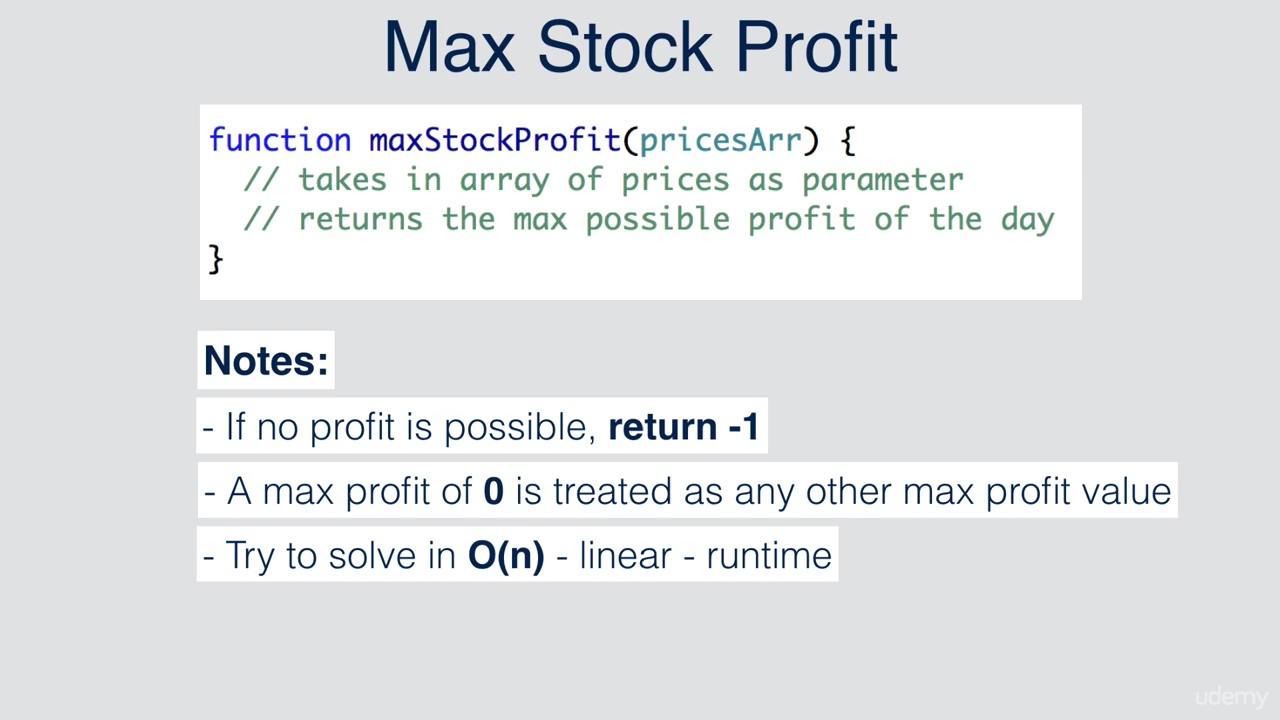 Max Stock Profit
function maxStockProfit(pricesArr) {
// takes in array of prices as parameter
// returns the max possible profit of the day
}
Notes:
- If no profit is possible, return -1
- A max profit of 0 is treated as any other max profit value
- Try to solve in O(n) - linear - runtime
udemy